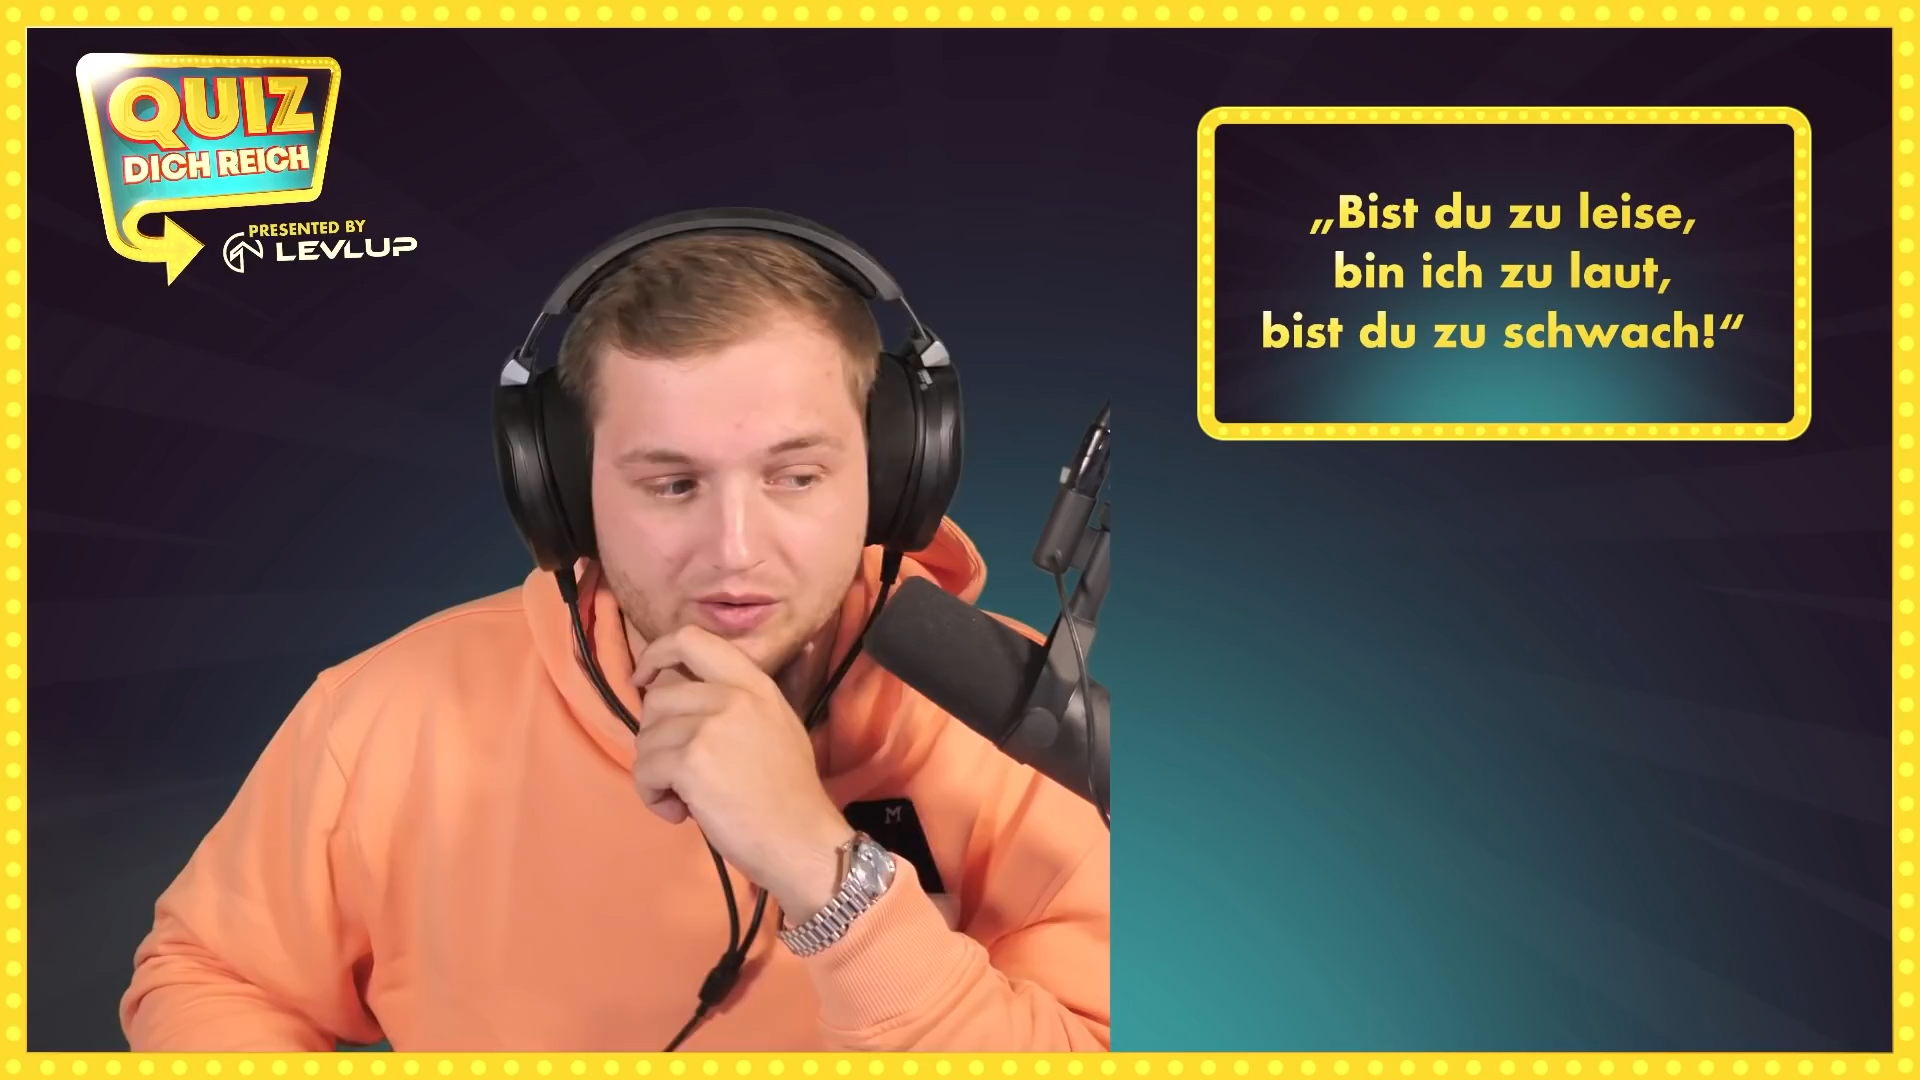 QUIZ
DICH REICH
PRESENTED BY
LEVLUP
„Bist du zu leise,
bin ich zu laut,
bist du zu schwach!“
M